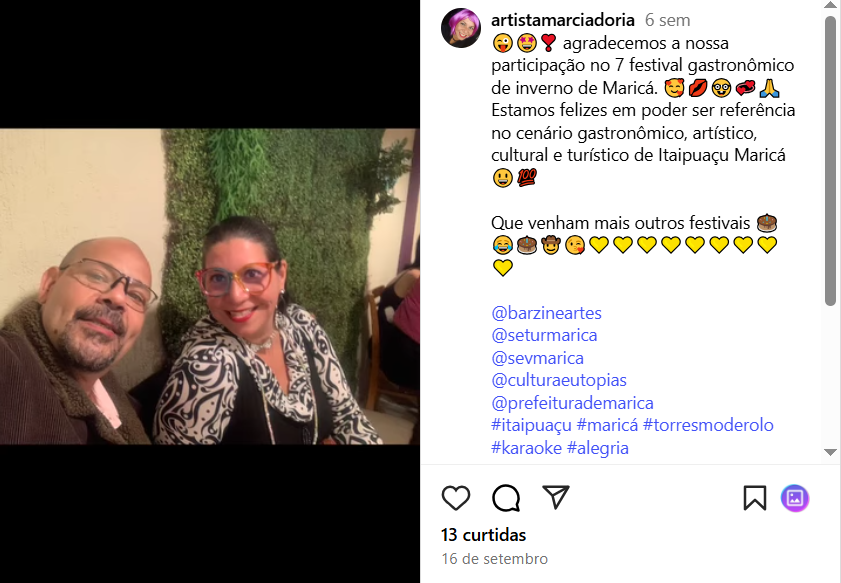 artistamarciadoria 6 sem
😜🤩❣️ agradecemos a nossa
participação no 7 festival gastronômico
de inverno de Maricá. 🥰💋🤓💞🙏
Estamos felizes em poder ser referência
no cenário gastronômico, artístico,
cultural e turístico de Itaipuaçu Maricá
😃💯
Que venham mais outros festivais 🎂
😂🎂🤠😘💛💛💛💛💛💛💛💛
💛
@barzineartes
@seturmarica
@sevmarica
@culturaeutopias
@prefeiturademarica
#itaipuaçu #maricá #torresmoderolo
#karaoke #alegria
13 curtidas
16 de setembro